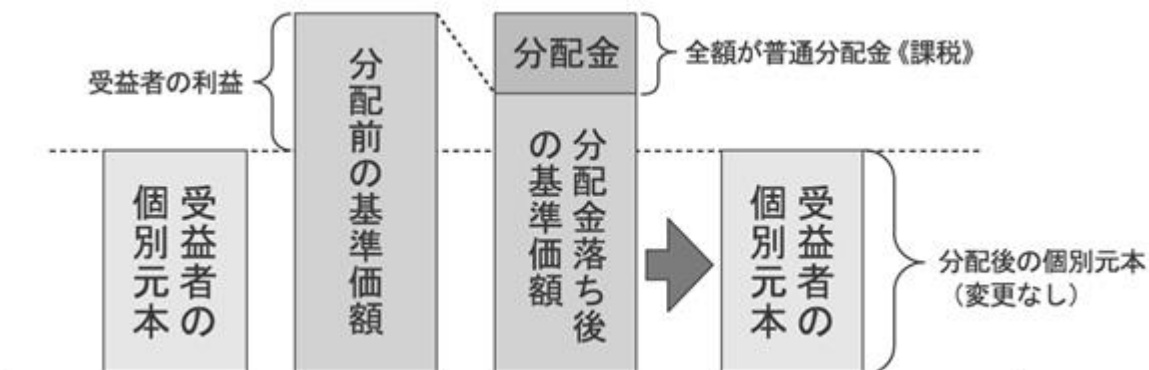 受益者の利益
受益者の
個別元本
分配前の基準価額
分配金
全額が普通分配金《課税》
分配金落ち後
の基準価額
受益者の
個別元本
分配後の個別元本
（変更なし）